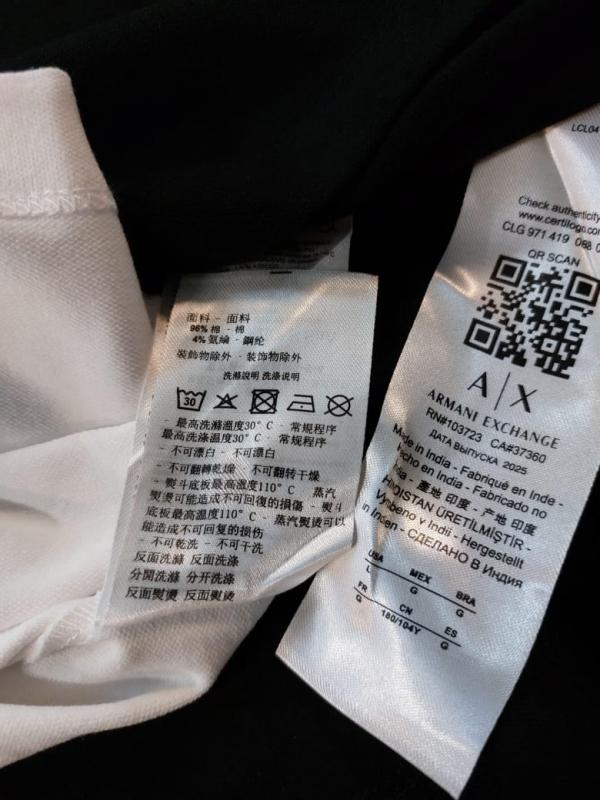 面料 - 面料
96% 棉 - 棉
4% 氨綸 - 氨纶
裝飾物除外 - 装饰物除外
洗滌說明 洗涤说明
30
- 最高洗滌溫度30° C - 常規程序
最高洗涤温度30° C - 常规程序
- 不可漂白 - 不可漂白
- 不可翻轉乾燥 - 不可翻转干燥
- 熨斗底板最高溫度110° C 蒸汽
熨燙可能造成不可回復的損傷 - 熨斗
底板最高温度110° C - 蒸汽熨烫可以
能造成不可回复的损伤
- 不可乾洗 - 不可干洗
反面洗滌 反面洗涤
分開洗滌 分开洗涤
反面熨燙 反面熨烫
LCL04
Check authenticity
www.certilogo.com
CLG 971 419 088
QR SCAN
A|X
ARMANI EXCHANGE
RN#103723 CA#37360
ДАТА ВЫПУСКА 2025
Made in India - Fabriqué en Inde -
Hecho en India - Fabricado no
India - 產地 印度 - 产地 印度
HİNDİSTAN ÜRETİLMİŞTİR -
Vyrobeno v Indii - Hergestellt
in Indien - СДЕЛАНО В Индия
USA MEX BRA
L G G
FR CN ES
G 180/104Y G